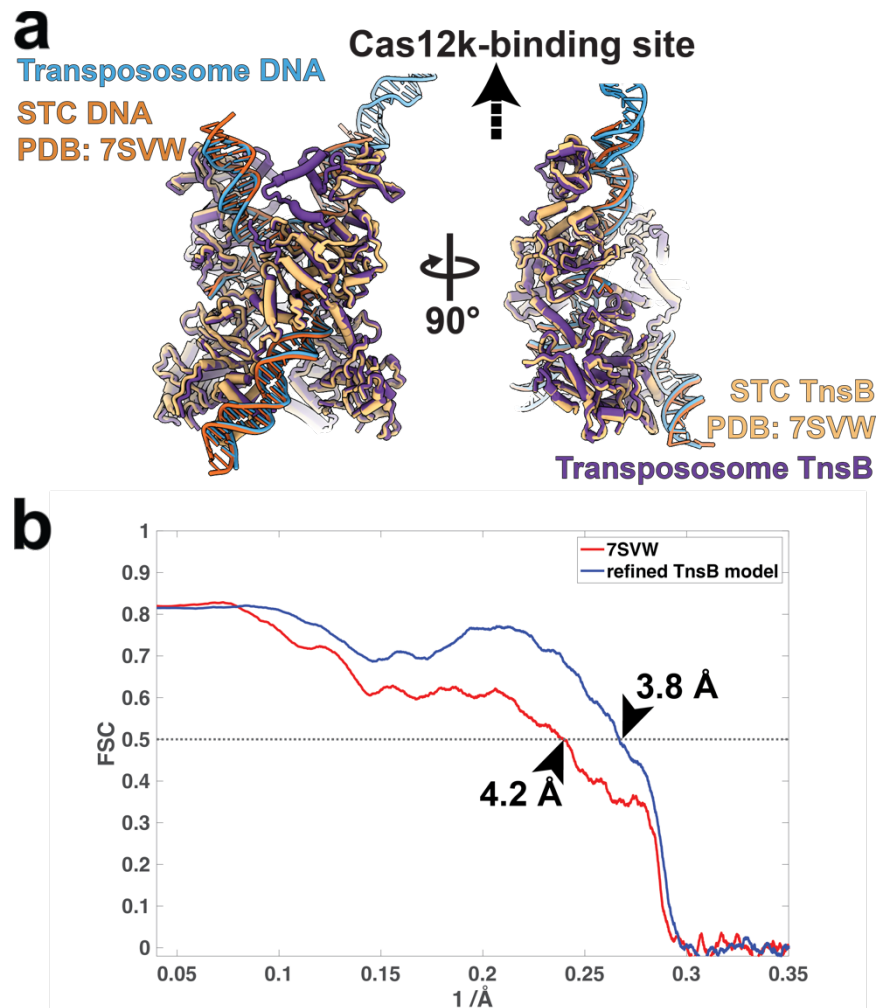 a
Cas12k-binding site
Transpososome DNA
STC DNA
PDB: 7SVW
90°
STC TnsB
PDB: 7SVW
Transpososome TnsB
b
7SVW
refined TnsB model
1
0.9
0.8
0.7
0.6
0.5
0.4
0.3
0.2
0.1
0
FSC
3.8 Å
4.2 Å
0.05
0.1
0.15
0.2
0.25
0.3
0.35
1 /Å